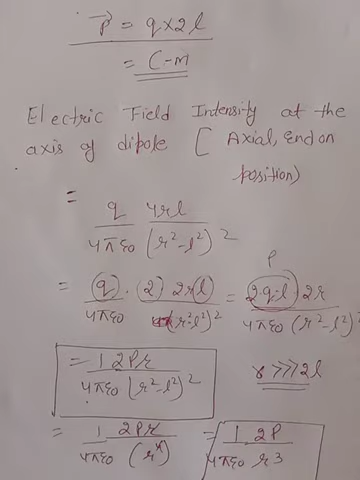 P⃗ = q × 2l
= C-m
Electric Field Intensity at the
axis of dipole [ Axial, End on
position)
= q/4πε0 4rl/(r²-l²)²
= (q)·(2) 2r(l)/4πε0 (r²-l²)² = P (2q·l) 2r/4πε0 (r²-l²)²
= 1/4πε0 2Pr/(r²-l²)² r >>> 2l
= 1/4πε0 2Pr/(r⁴) = 1/4πε0 2P/r3